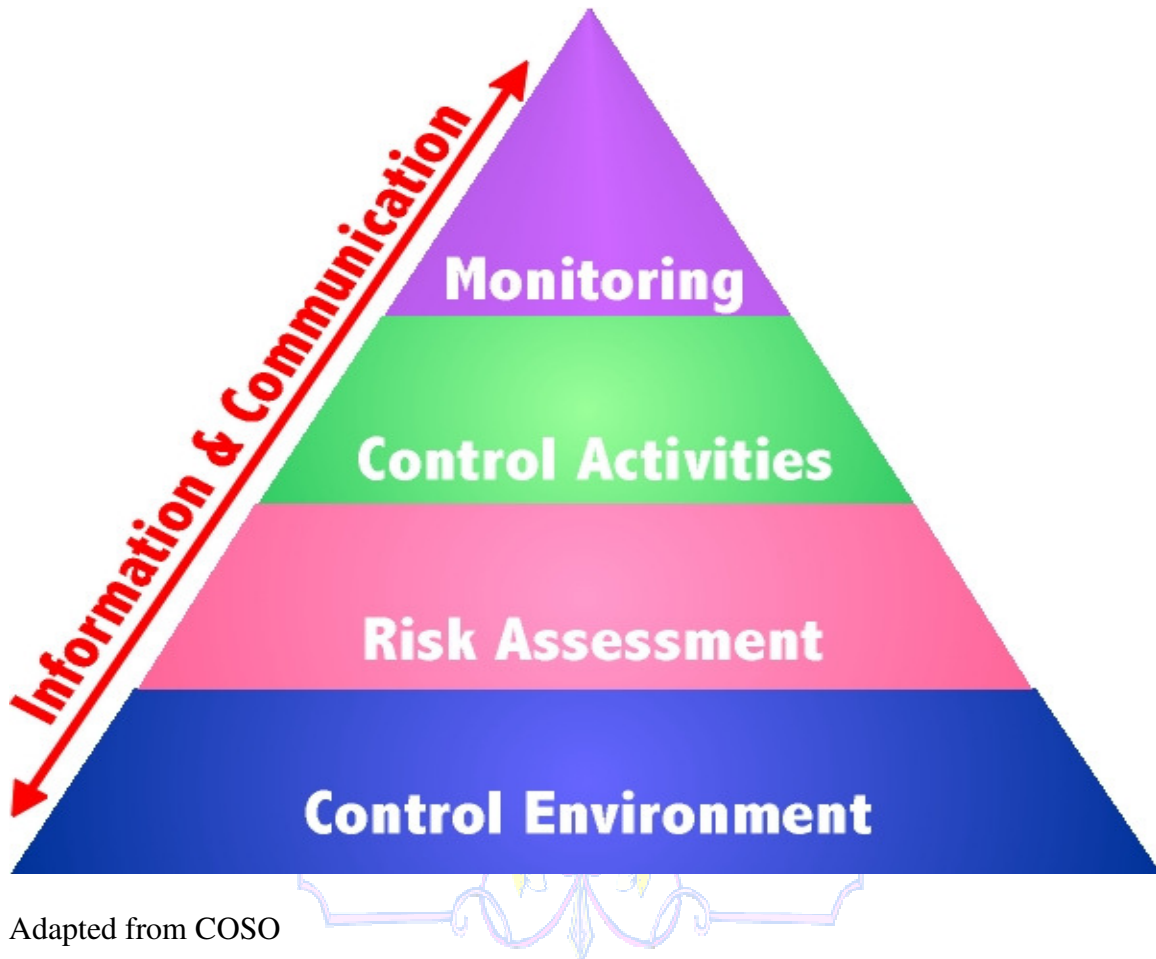 Information & Communication
Monitoring
Control Activities
Risk Assessment
Control Environment
Adapted from COSO